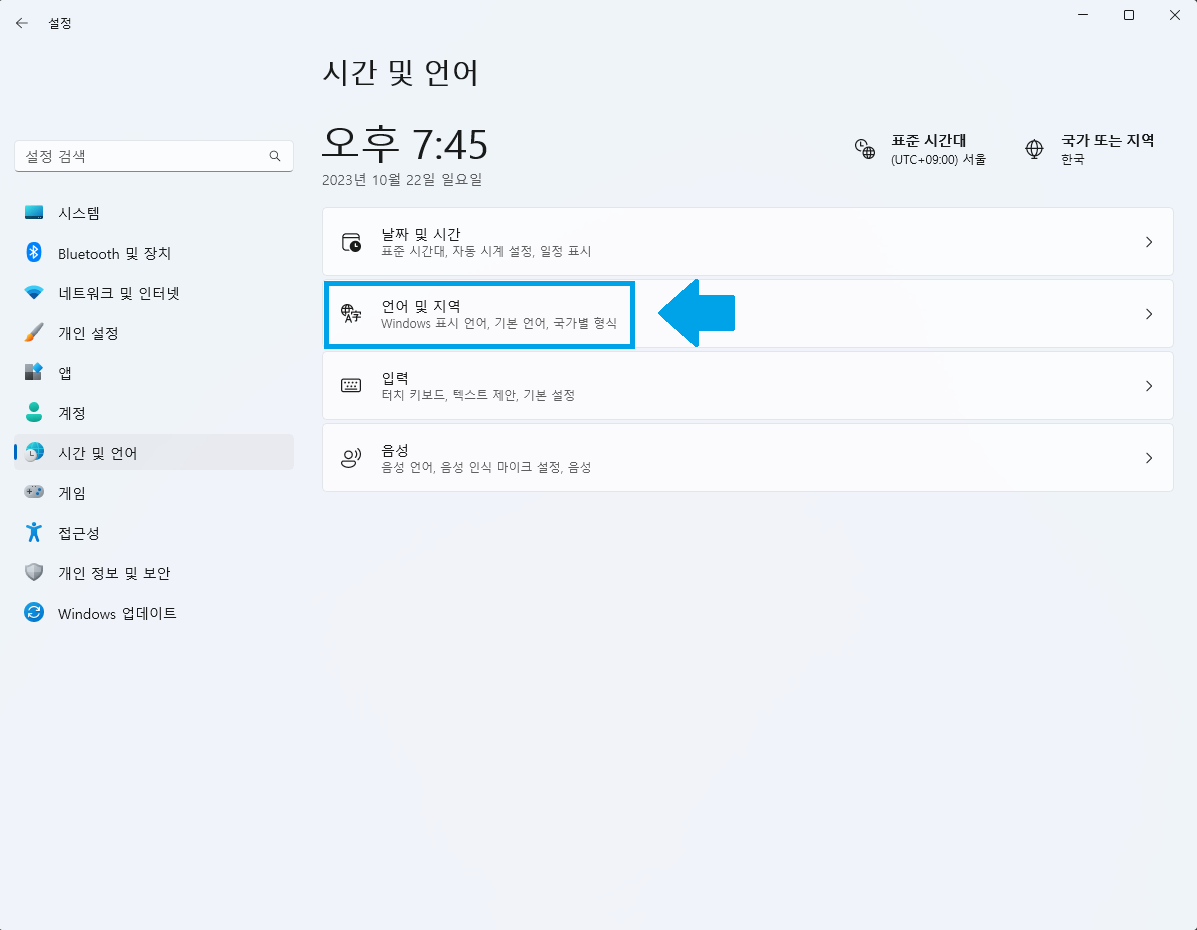 설정
시간 및 언어
오후 7:45
2023년 10월 22일 일요일
표준 시간대
(UTC+09:00) 서울
국가 또는 지역
한국
설정 검색
시스템
Bluetooth 및 장치
네트워크 및 인터넷
개인 설정
앱
계정
시간 및 언어
게임
접근성
개인 정보 및 보안
Windows 업데이트
날짜 및 시간
표준 시간대, 자동 시계 설정, 일정 표시
언어 및 지역
Windows 표시 언어, 기본 언어, 국가별 형식
입력
터치 키보드, 텍스트 제안, 기본 설정
음성
음성 언어, 음성 인식 마이크 설정, 음성